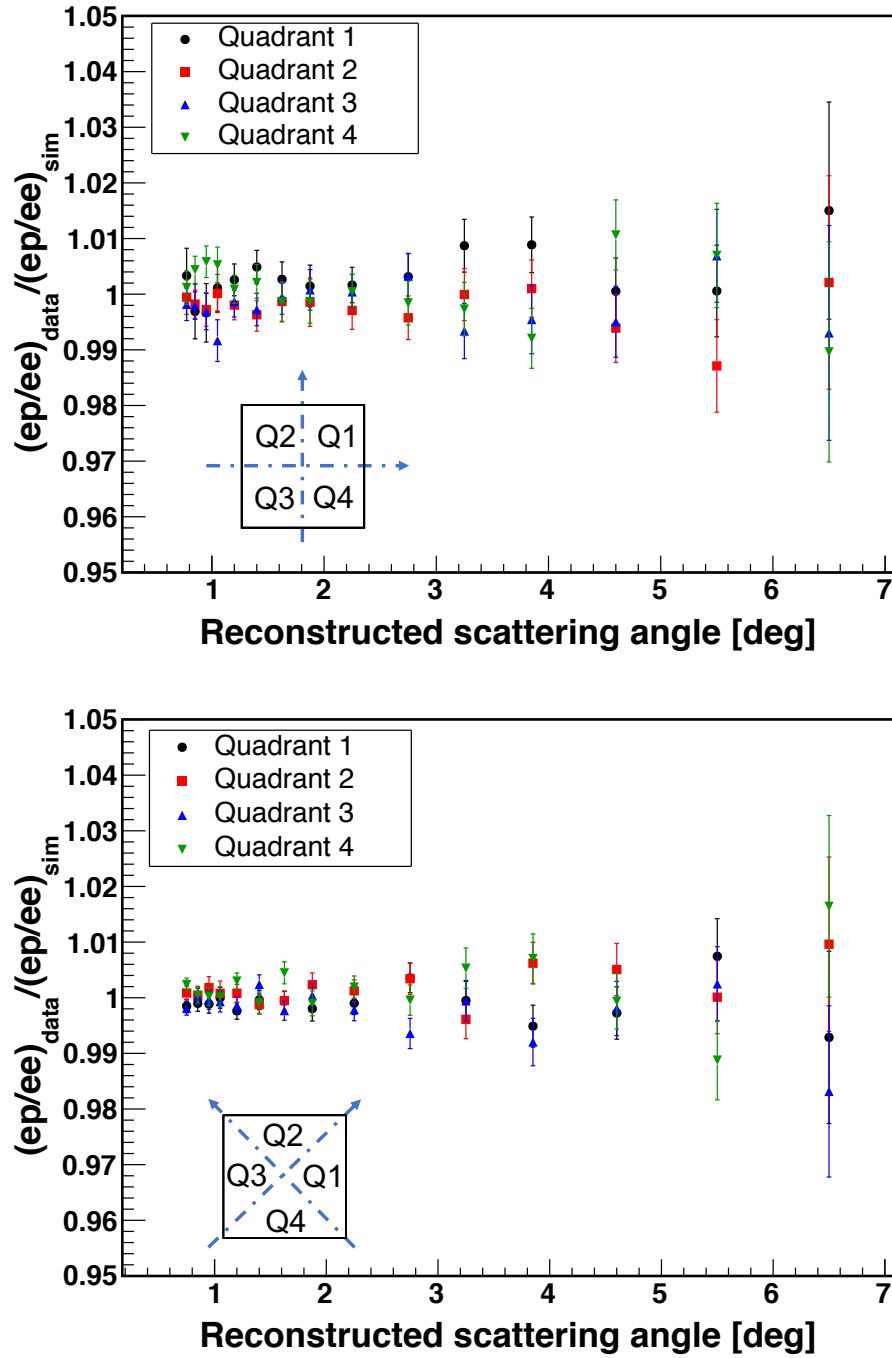 1.05
1.04
1.03
1.02
1.01
1
0.99
0.98
0.97
0.96
0.95
(ep/ee)data/(ep/ee)sim
Quadrant 1
Quadrant 2
Quadrant 3
Quadrant 4
Q2 Q1
Q3 Q4
1 2 3 4 5 6 7
Reconstructed scattering angle [deg]
1.05
1.04
1.03
1.02
1.01
1
0.99
0.98
0.97
0.96
0.95
(ep/ee)data/(ep/ee)sim
Quadrant 1
Quadrant 2
Quadrant 3
Quadrant 4
Q2
Q3 Q1
Q4
1 2 3 4 5 6 7
Reconstructed scattering angle [deg]